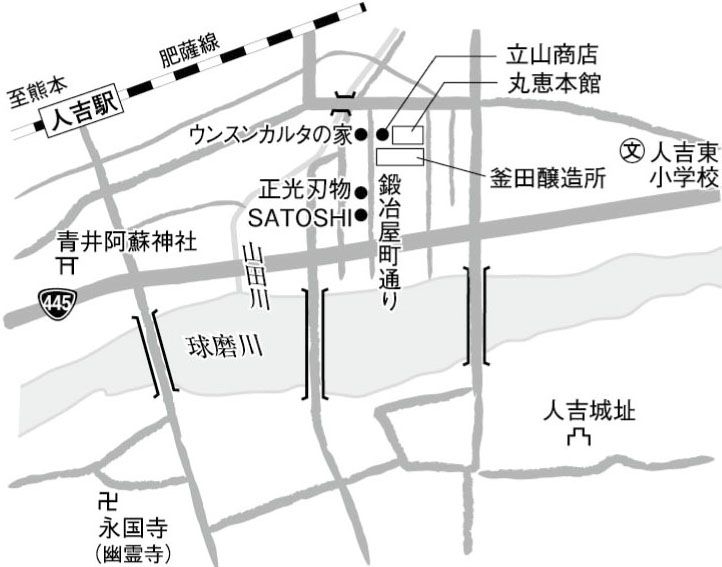 肥薩線
至熊本
人吉駅
立山商店
丸恵本館
ウンスンカルタの家
文
人吉東
小学校
釜田醸造所
正光刃物
SATOSHI
鍛冶屋町通り
青井阿蘇神社
山田川
445
球磨川
人吉城址
卍
永国寺
（幽霊寺）